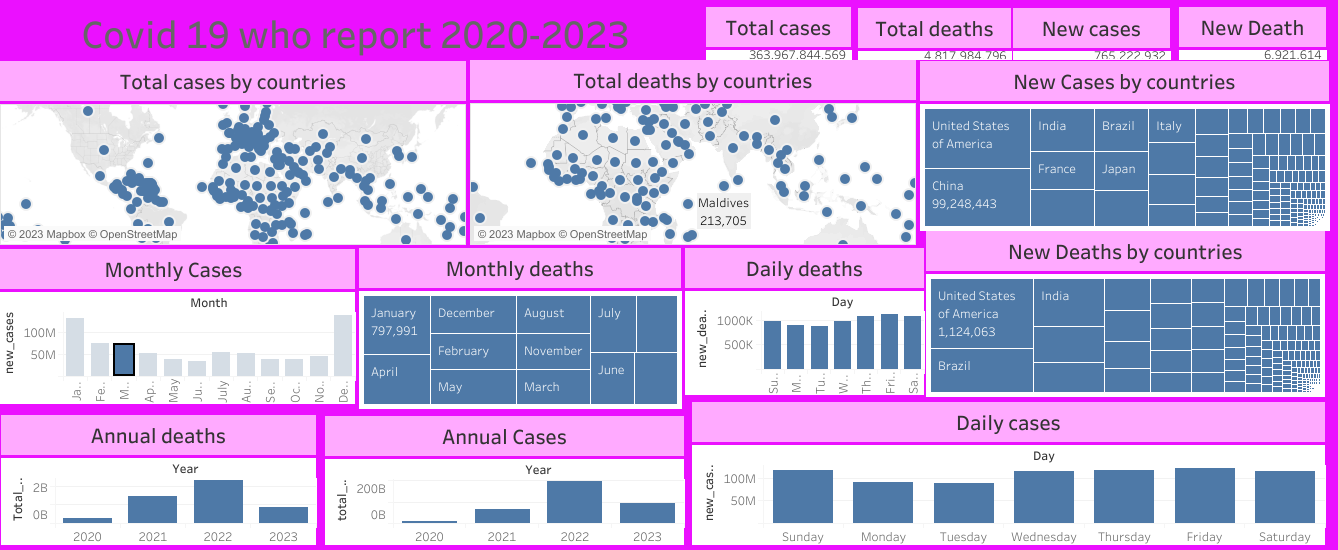 Covid 19 who report 2020-2023
Total cases
363,967,844,569
Total deaths
4,817,984,796
New cases
765,222,932
New Death
6,921,614
Total cases by countries
© 2023 Mapbox © OpenStreetMap
Total deaths by countries
Maldives
213,705
© 2023 Mapbox © OpenStreetMap
New Cases by countries
United States
of America
China
99,248,443
India
France
Brazil
Japan
Italy
Monthly Cases
Month
new_cases
100M
50M
Ja..
Fe..
M..
Ap..
May
Ju..
July
Au..
Se..
Oc..
No..
De..
Monthly deaths
January
797,991
April
December
February
May
August
November
March
July
June
Daily deaths
Day
new_dea..
1000K
500K
Su..
M..
Tu..
W..
Th..
Fri..
Sa..
New Deaths by countries
United States
of America
1,124,063
Brazil
India
Annual deaths
Year
Total_..
2B
0B
2020
2021
2022
2023
Annual Cases
Year
total_..
200B
0B
2020
2021
2022
2023
Daily cases
Day
new_cas..
100M
50M
Sunday
Monday
Tuesday
Wednesday
Thursday
Friday
Saturday